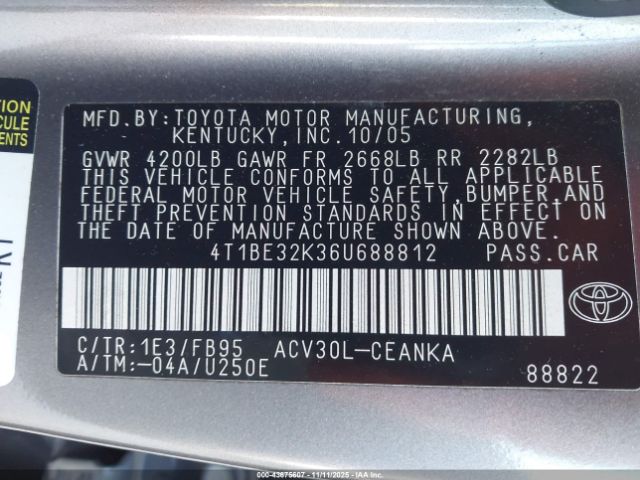 MFD.BY:TOYOTA MOTOR MANUFACTURING,
KENTUCKY,INC.10/05
GVWR 4200LB GAWR FR 2668LB RR 2282LB
THIS VEHICLE CONFORMS TO ALL APPLICABLE
FEDERAL MOTOR VEHICLE SAFETY,BUMPER,AND
THEFT PREVENTION STANDARDS IN EFFECT ON
THE DATE OF MANUFACTURE SHOWN ABOVE.
4T1BE32K36U688812 PASS.CAR
C/TR:1E3/FB95 ACV30L-CEANKA
A/TM:-04A/U250E 88822
000-43675607 - 11/11/2025 - COPART